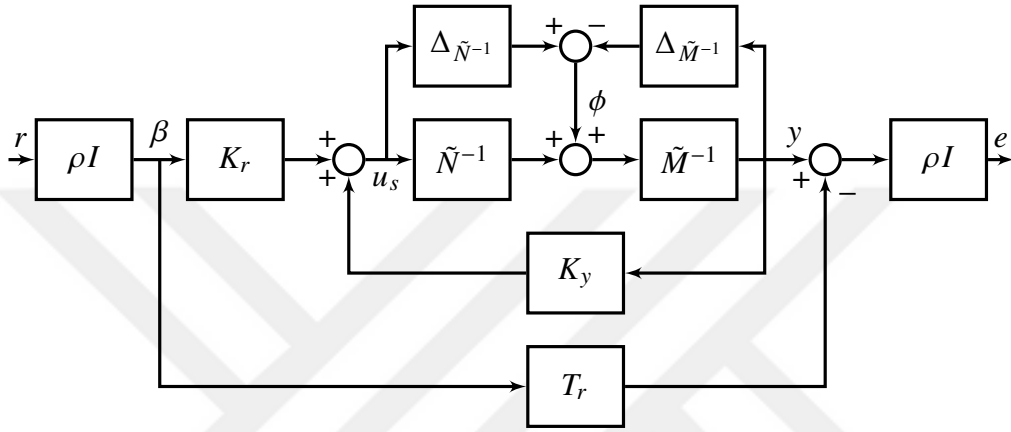 + −
Δ_{Ñ⁻¹} Δ_{M̃⁻¹}
ϕ
r β + + + y e
ρI K_r Ñ⁻¹ M̃⁻¹ ρI
+ u_s + −
K_y
T_r